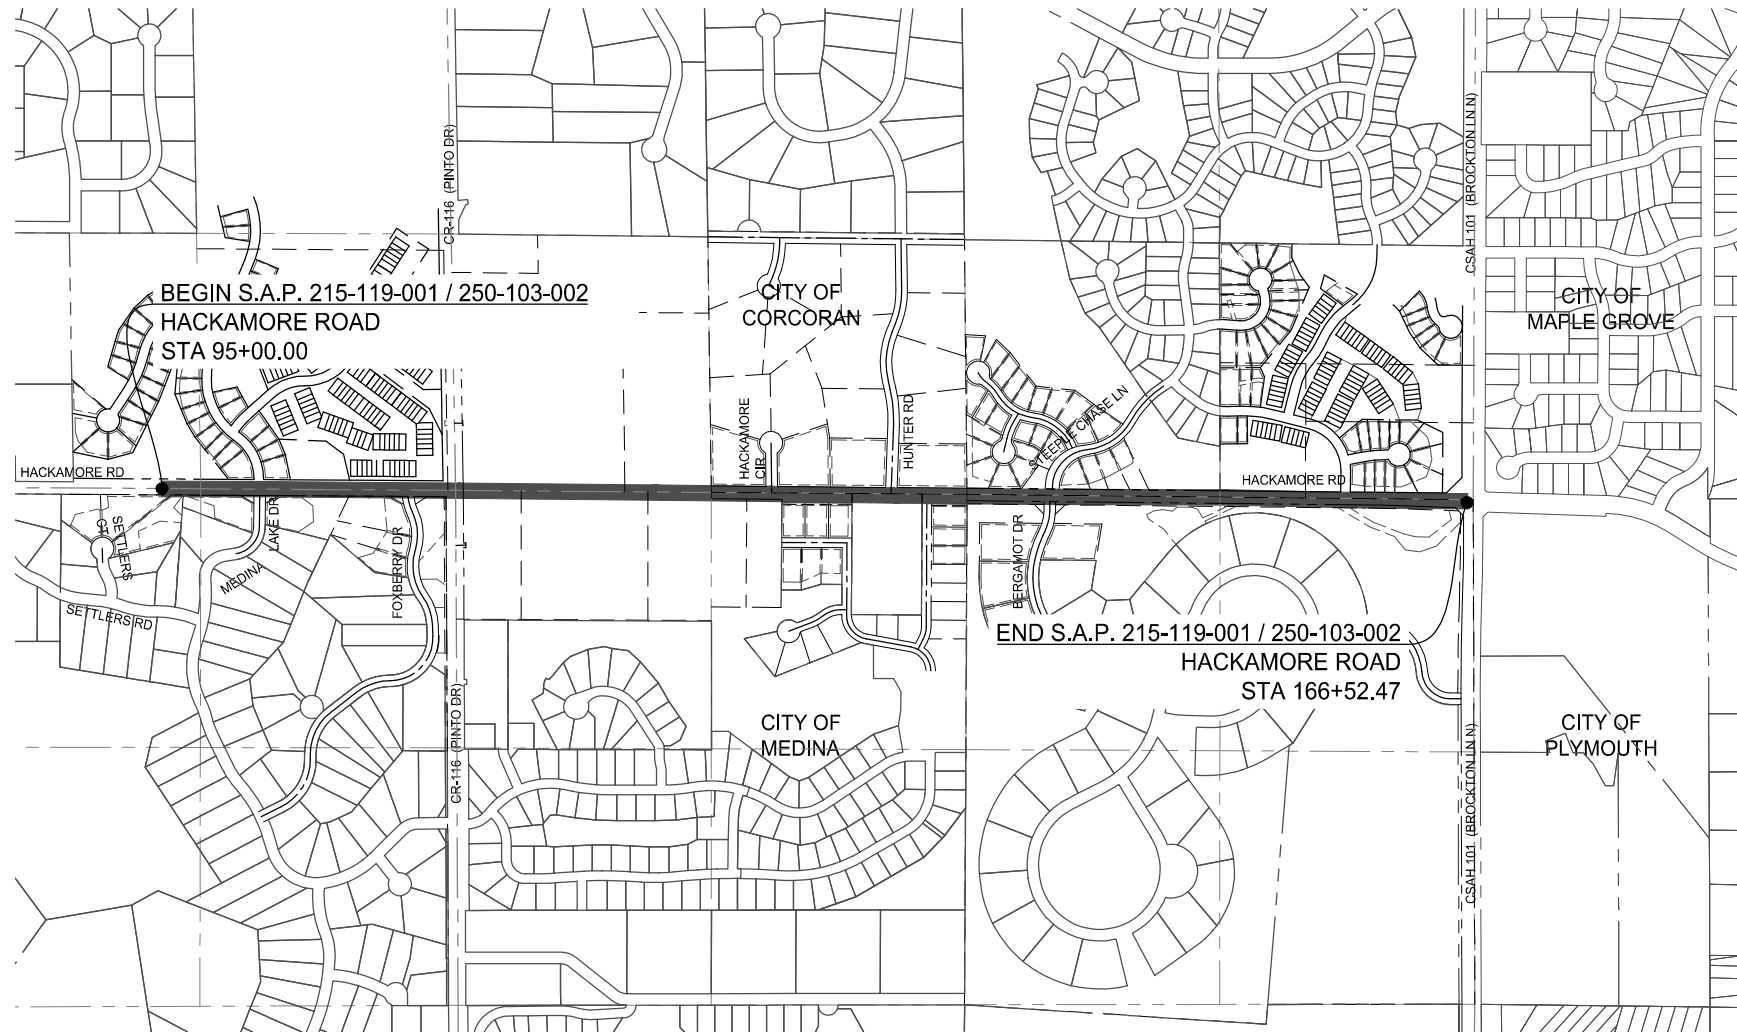 CR-116 (PINTO DR)
CSAH 101 (BROCKTON LN N)
BEGIN S.A.P. 215-119-001 / 250-103-002
HACKAMORE ROAD
STA 95+00.00
CITY OF
CORCORAN
CITY OF
MAPLE GROVE
HACKAMORE
CIR
HUNTER RD
STEEPLE CHASE LN
HACKAMORE RD
HACKAMORE RD
SETTLERS
CT
LAKE DR
MEDINA
FOXBERRY DR
BERGAMOT DR
SETTLERS RD
END S.A.P. 215-119-001 / 250-103-002
HACKAMORE ROAD
STA 166+52.47
CR-116 (PINTO DR)
CITY OF
MEDINA
CITY OF
PLYMOUTH
CSAH 101 (BROCKTON LN N)